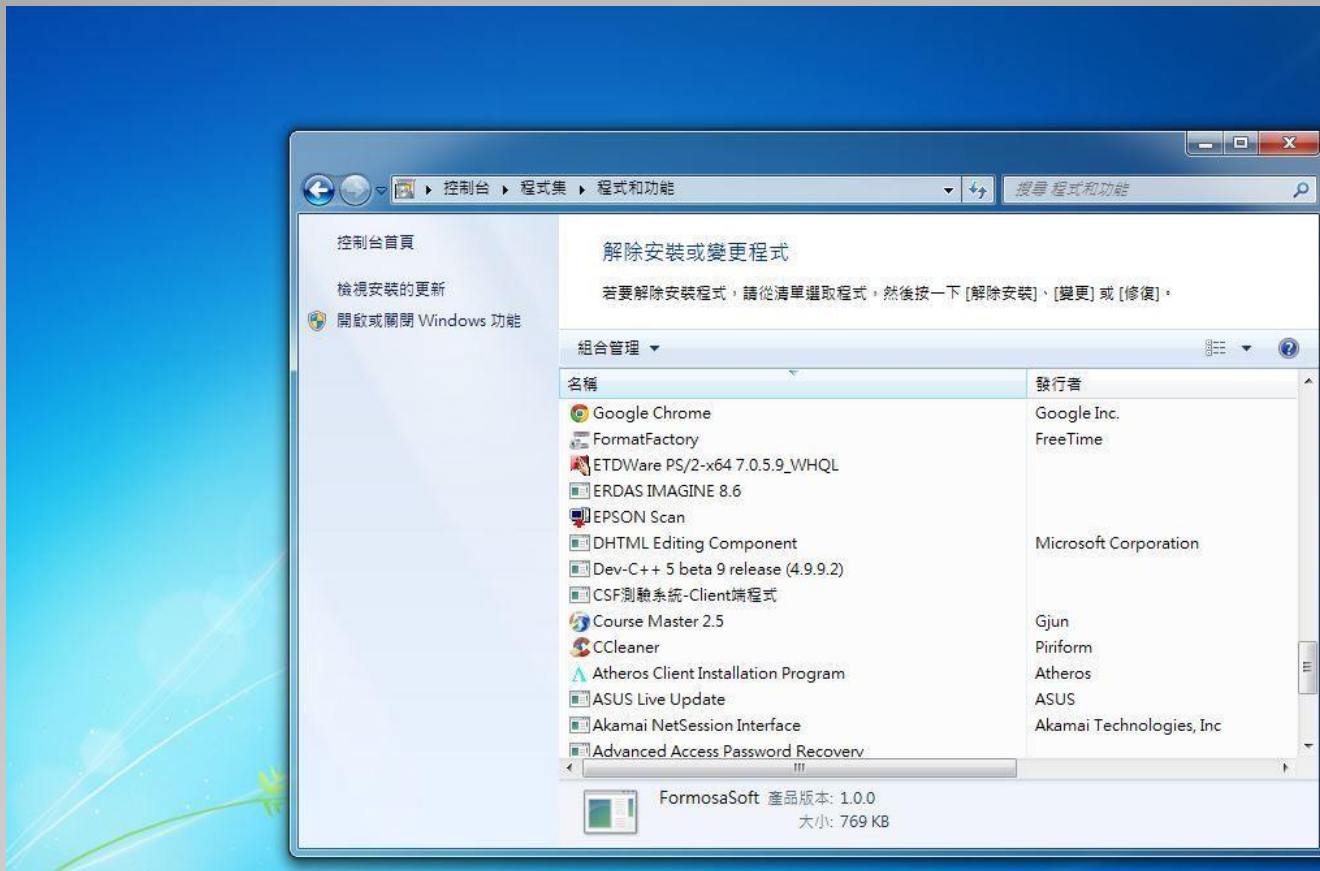 控制台 ▸ 程式集 ▸ 程式和功能
搜尋 程式和功能
控制台首頁
檢視安裝的更新
開啟或關閉 Windows 功能
解除安裝或變更程式
若要解除安裝程式，請從清單選取程式，然後按一下 [解除安裝]、[變更] 或 [修復]。
組合管理
名稱 發行者
Google Chrome Google Inc.
FormatFactory FreeTime
ETDWare PS/2-x64 7.0.5.9_WHQL
ERDAS IMAGINE 8.6
EPSON Scan
DHTML Editing Component Microsoft Corporation
Dev-C++ 5 beta 9 release (4.9.9.2)
CSF測驗系統-Client端程式
Course Master 2.5 Gjun
CCleaner Piriform
Atheros Client Installation Program Atheros
ASUS Live Update ASUS
Akamai NetSession Interface Akamai Technologies, Inc
Advanced Access Password Recovery
FormosaSoft 產品版本: 1.0.0
大小: 769 KB